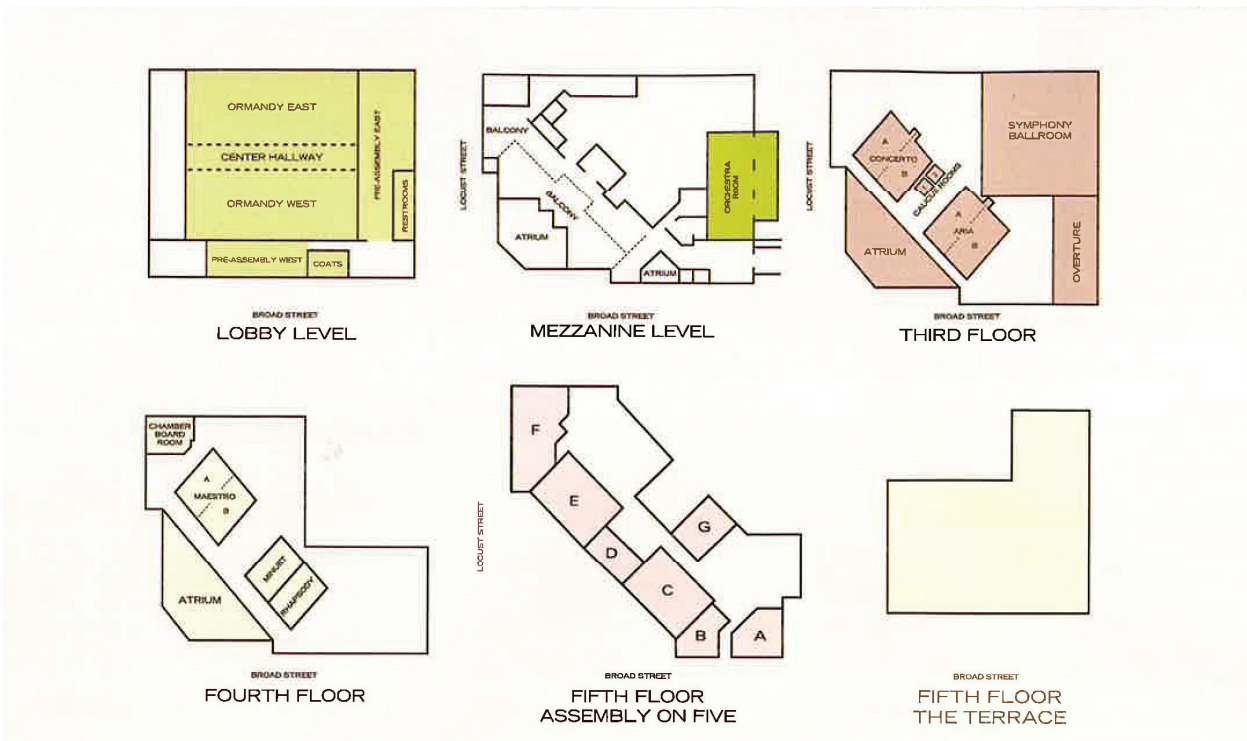 ORMANDY EAST
CENTER HALLWAY
ORMANDY WEST
PRE-ASSEMBLY EAST
RESTROOMS
PRE-ASSEMBLY WEST
COATS
BROAD STREET
LOBBY LEVEL
LOCUST STREET
BALCONY
BALCONY
ATRIUM
ATRIUM
ORCHESTRA
ROOM
BROAD STREET
MEZZANINE LEVEL
LOCUST STREET
A
CONCERTO
B
1
2
CAUCUS ROOMS
SYMPHONY
BALLROOM
A
ARIA
B
ATRIUM
OVERTURE
BROAD STREET
THIRD FLOOR
CHAMBER
BOARD
ROOM
A
MAESTRO
B
MINUET
RHAPSODY
ATRIUM
BROAD STREET
FOURTH FLOOR
LOCUST STREET
F
E
D
G
C
B
A
BROAD STREET
FIFTH FLOOR
ASSEMBLY ON FIVE
BROAD STREET
FIFTH FLOOR
THE TERRACE